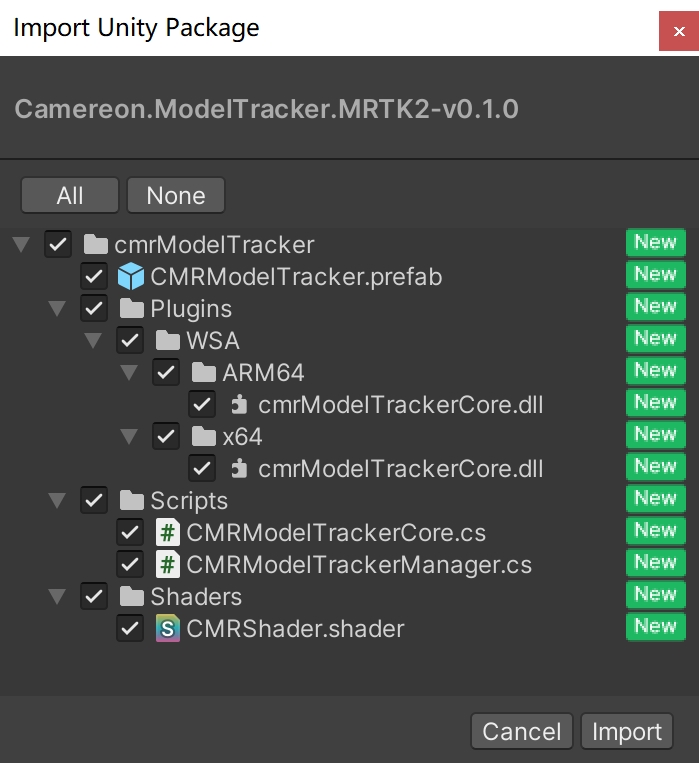 Import Unity Package
Camereon.ModelTracker.MRTK2-v0.1.0
All None
cmrModelTracker New
CMRModelTracker.prefab New
Plugins New
WSA New
ARM64 New
cmrModelTrackerCore.dll New
x64 New
cmrModelTrackerCore.dll New
Scripts New
# CMRModelTrackerCore.cs New
# CMRModelTrackerManager.cs New
Shaders New
S CMRShader.shader New
Cancel Import